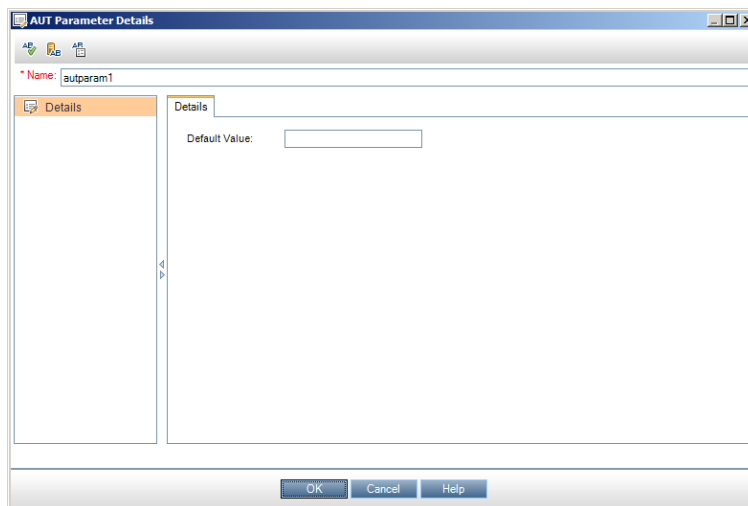 AUT Parameter Details
* Name: autparam1
Details
Details
Default Value:
OK Cancel Help